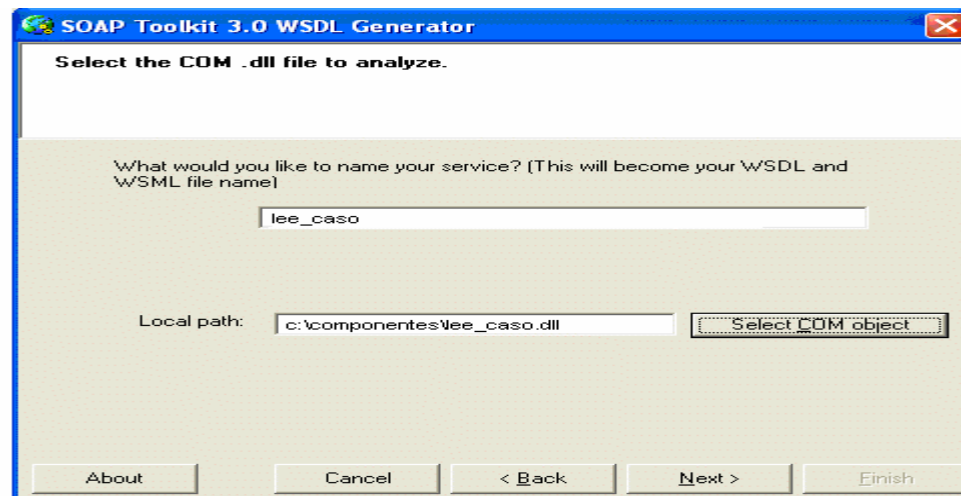 SOAP Toolkit 3.0 WSDL Generator
Select the COM .dll file to analyze.
What would you like to name your service? (This will become your WSDL and
WSML file name)
lee_caso
Local path:
c:\componentes\lee_caso.dll
Select COM object
About
Cancel
< Back
Next >
Finish